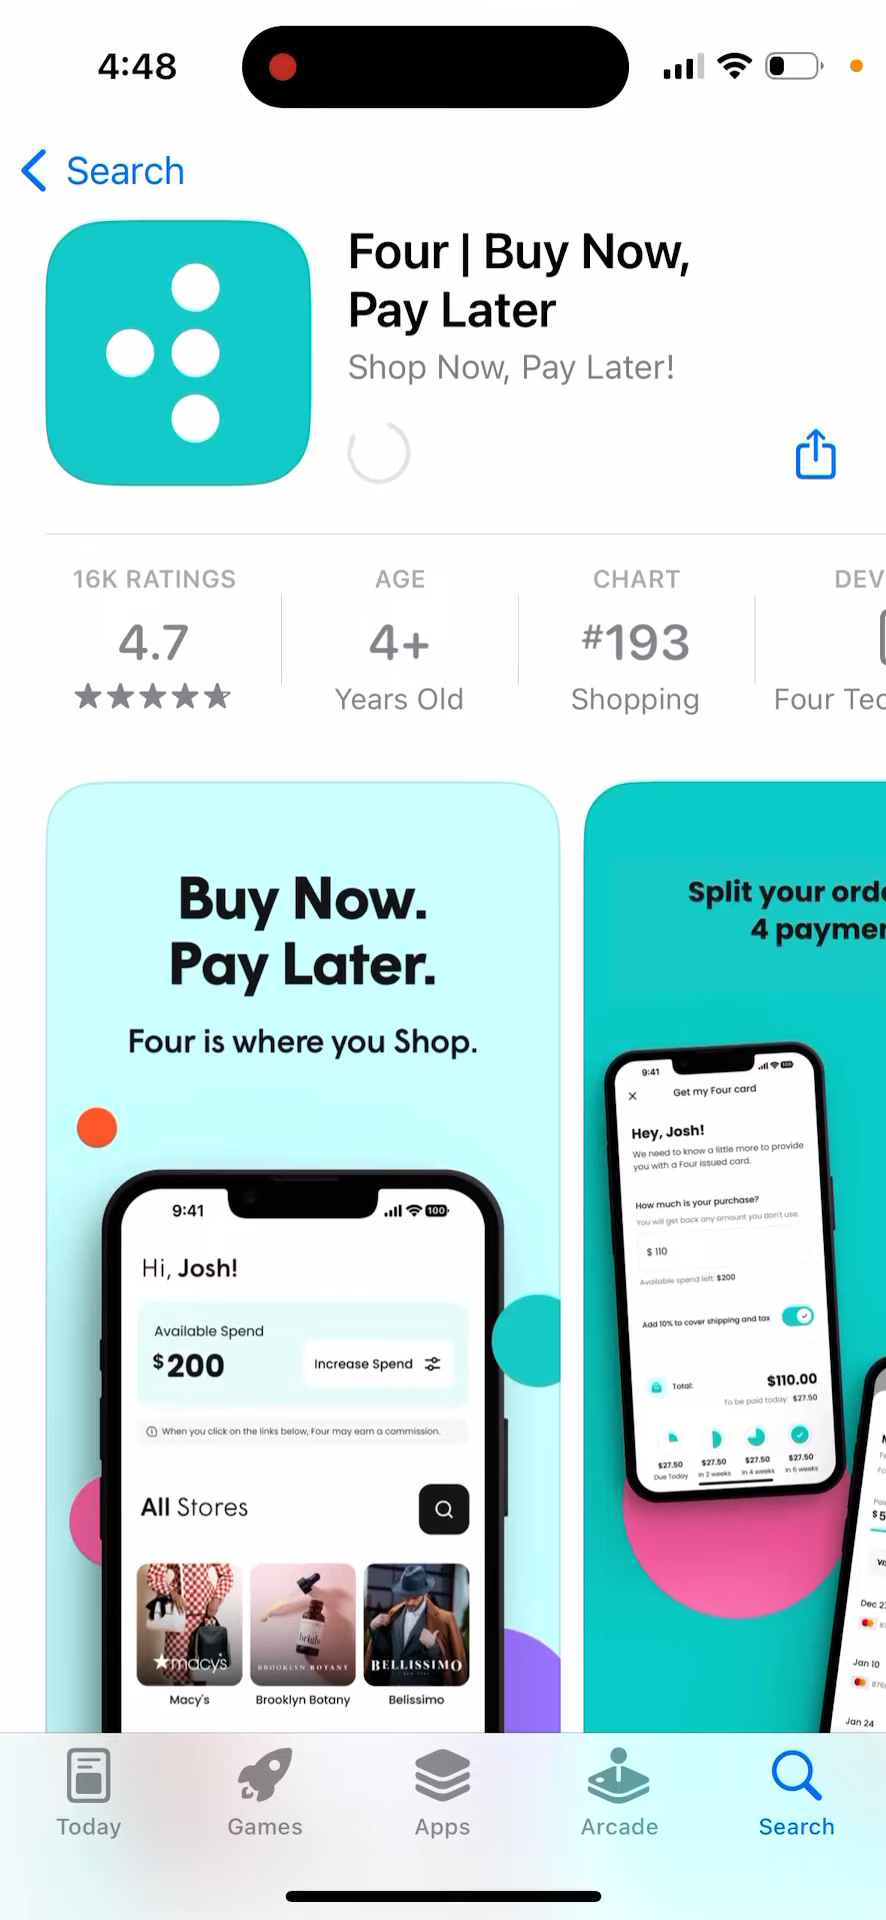 4:48
Search
Four | Buy Now,
Pay Later
Shop Now, Pay Later!
16K RATINGS
4.7
AGE
4+
Years Old
CHART
#193
Shopping
DEV
Four Tec
Buy Now.
Pay Later.
Four is where you Shop.
9:41
100
Hi, Josh!
Available Spend
$200
Increase Spend
When you click on the links below, Four may earn a commission.
All Stores
macy's
BROOKLYN BOTANY
BELLISSIMO
Macy's
Brooklyn Botany
Belissimo
Split your orde
4 paymen
9:41
100
Get my Four card
Hey, Josh!
We need to know a little more to provide
you with a Four issued card.
How much is your purchase?
You will get back any amount you don't use.
$ 110
Available spend left: $200
Add 10% to cover shipping and tax
Total:
$110.00
To be paid today: $27.50
$27.50
Due Today
$27.50
in 2 weeks
$27.50
in 4 weeks
$27.50
in 6 weeks
$5
Dec 2
Jan 10
Jan 24
Today
Games
Apps
Arcade
Search